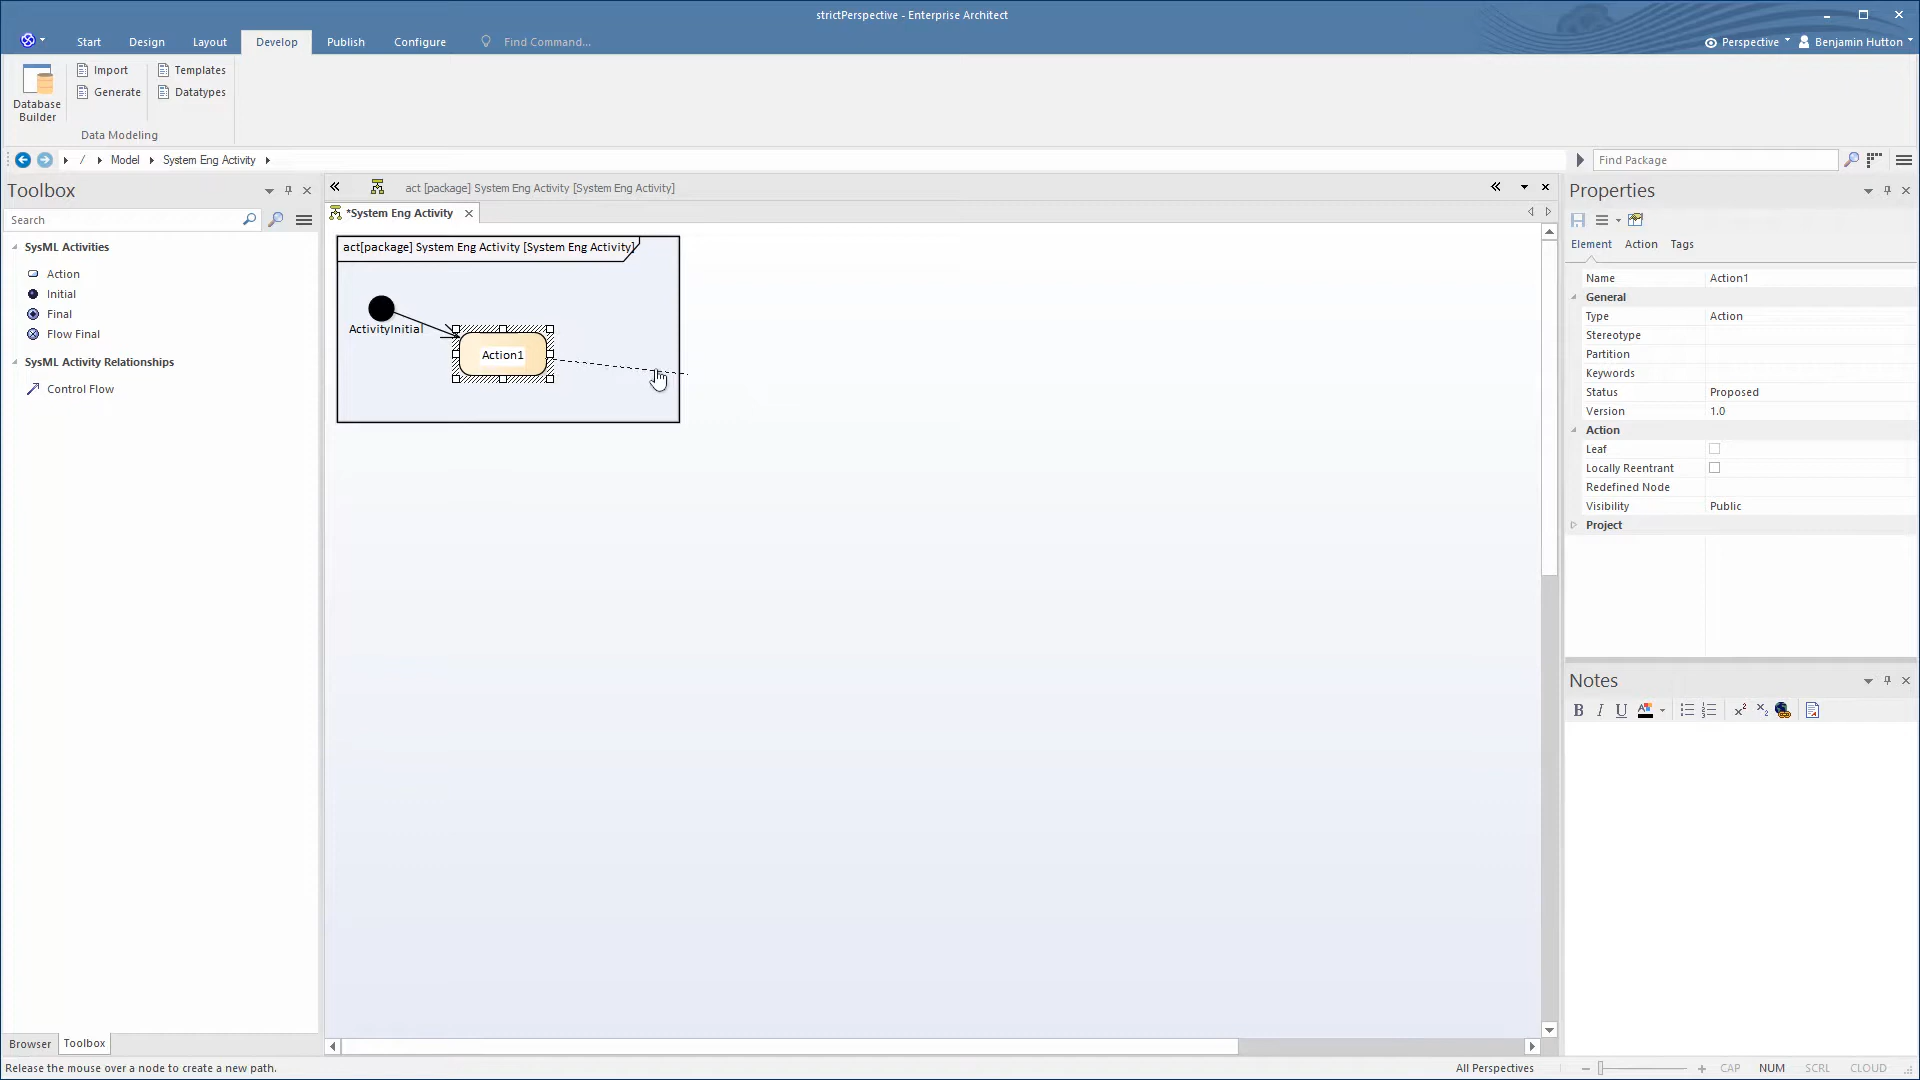 strictPerspective - Enterprise Architect
Start
Design
Layout
Develop
Publish
Configure
Find Command...
Perspective
Benjamin Hutton
Database
Builder
Import
Generate
Templates
Datatypes
Data Modeling
/
Model
System Eng Activity
Find Package
Toolbox
Search
SysML Activities
Action
Initial
Final
Flow Final
SysML Activity Relationships
Control Flow
Browser
Toolbox
act [package] System Eng Activity [System Eng Activity]
*System Eng Activity
act[package] System Eng Activity [System Eng Activity]
ActivityInitial
Action1
Properties
Element
Action
Tags
Name Action1
General
Type Action
Stereotype
Partition
Keywords
Status Proposed
Version 1.0
Action
Leaf
Locally Reentrant
Redefined Node
Visibility Public
Project
Notes
B I U A
x² x₂
Release the mouse over a node to create a new path.
All Perspectives
CAP NUM SCRL CLOUD